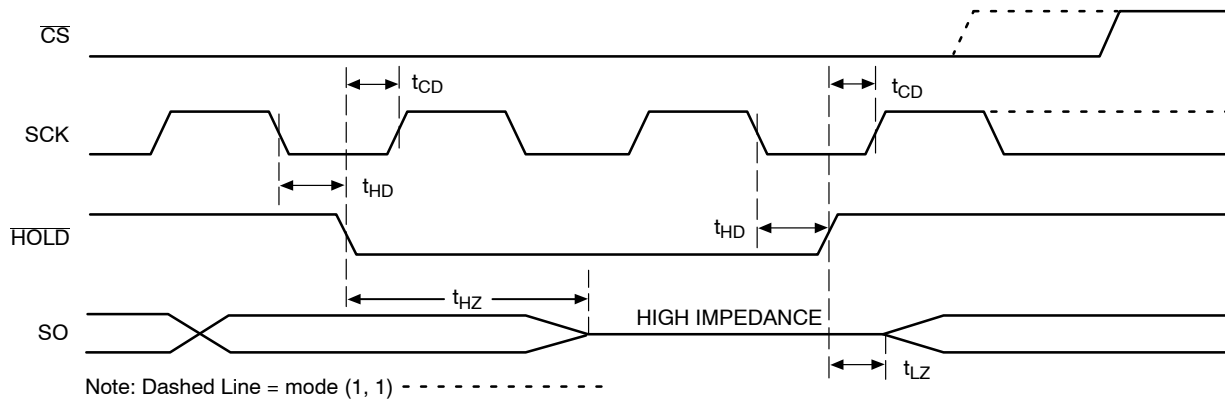 CS
tCD
tCD
SCK
tHD
HOLD
tHD
tHZ
HIGH IMPEDANCE
SO
tLZ
Note: Dashed Line = mode (1, 1)